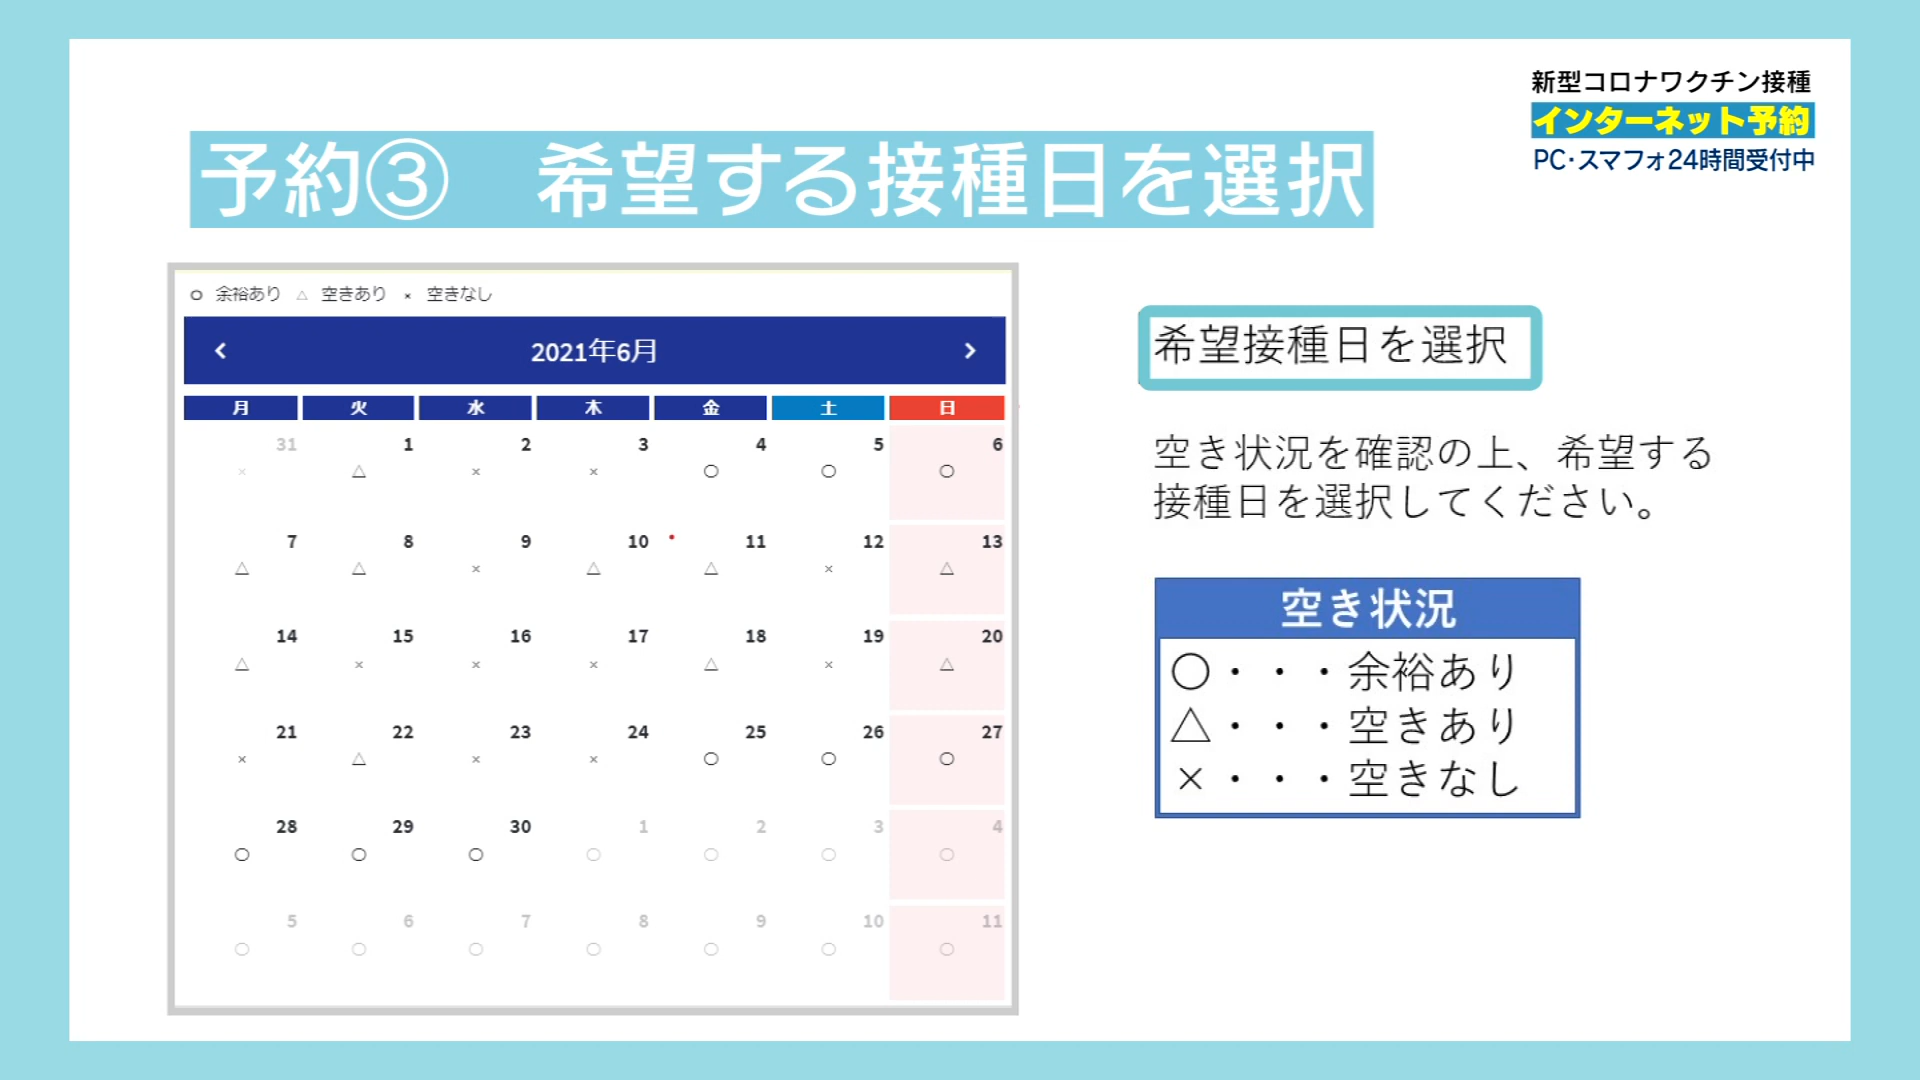 新型コロナワクチン接種
インターネット予約
PC・スマフォ24時間受付中
予約③ 希望する接種日を選択
○ 余裕あり △ 空きあり × 空きなし
< 2021年6月 >
月 火 水 木 金 土 日
31 1 2 3 4 5 6
× △ × × ○ ○ ○
7 8 9 10 11 12 13
△ △ × △ △ × △
14 15 16 17 18 19 20
△ × × × △ × △
21 22 23 24 25 26 27
× △ × × ○ ○ ○
28 29 30 1 2 3 4
○ ○ ○ ○ ○ ○ ○
5 6 7 8 9 10 11
○ ○ ○ ○ ○ ○ ○
希望接種日を選択
空き状況を確認の上、希望する
接種日を選択してください。
空き状況
○・・・余裕あり
△・・・空きあり
×・・・空きなし